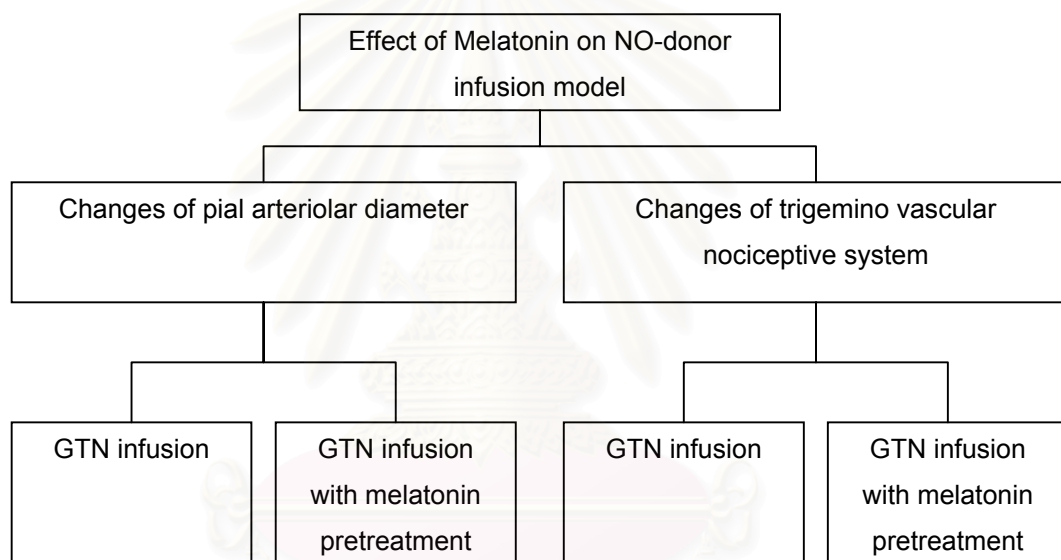 Effect of Melatonin on NO-donor
infusion model
Changes of pial arteriolar diameter
Changes of trigemino vascular
nociceptive system
GTN infusion
GTN infusion
with melatonin
pretreatment
GTN infusion
GTN infusion
with melatonin
pretreatment